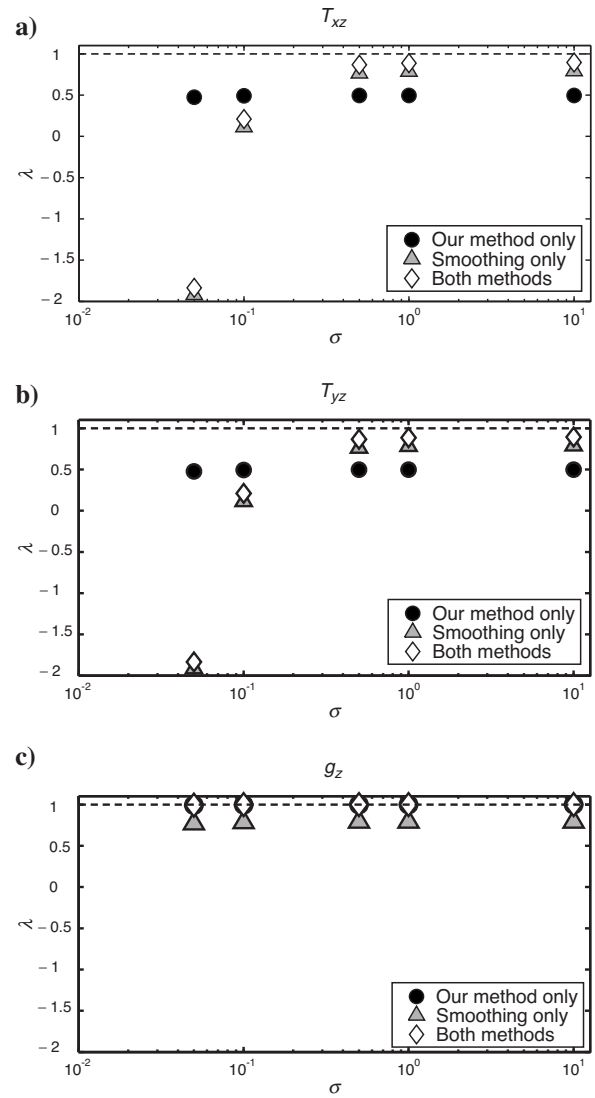 a)
T_xz
1
0.5
0
−0.5
−1
−1.5
−2
λ
10^-2
10^-1
10^0
10^1
σ
Our method only
Smoothing only
Both methods
b)
T_yz
1
0.5
0
−0.5
−1
−1.5
−2
λ
10^-2
10^-1
10^0
10^1
σ
Our method only
Smoothing only
Both methods
c)
g_z
1
0.5
0
−0.5
−1
−1.5
−2
λ
10^-2
10^-1
10^0
10^1
σ
Our method only
Smoothing only
Both methods